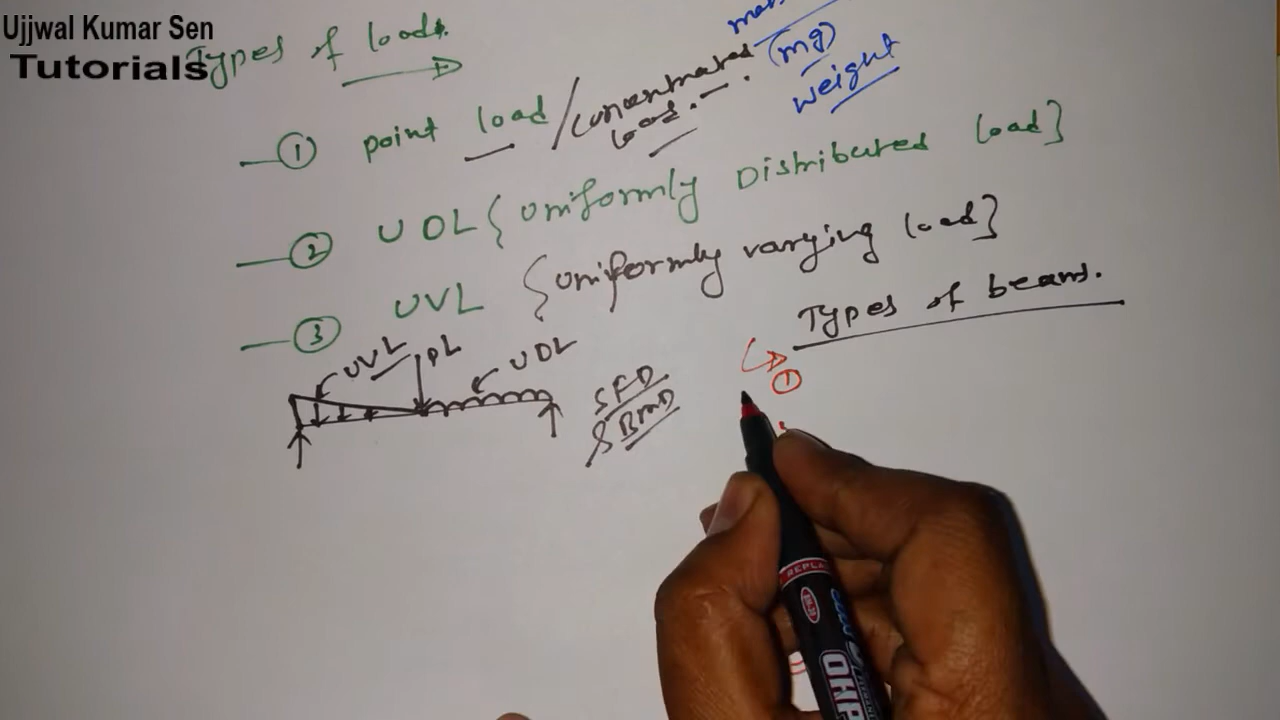 Ujjwal Kumar Sen
Tutorials
Types of loads.
① point load / concentrated load.
(mg)
weight
② UDL { Uniformly Distributed load]
③ UVL { Uniformly varying load}
Types of beams.
①
UVL PL UDL
SFD
& BMD
REPLA
OHP